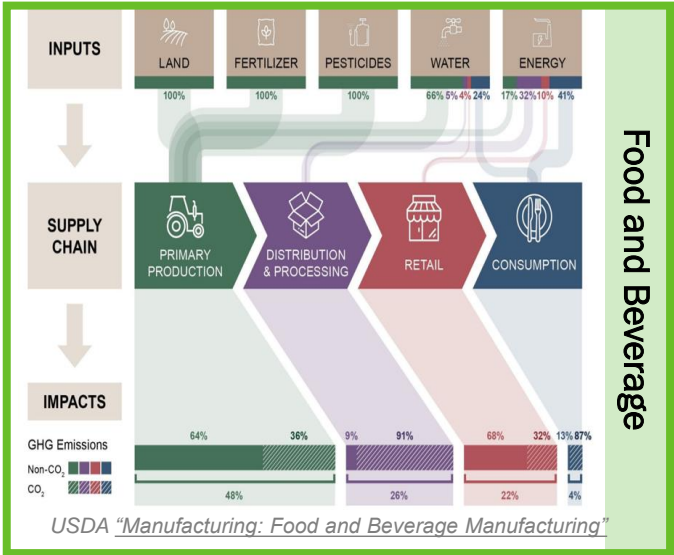 INPUTS
LAND
FERTILIZER
PESTICIDES
WATER
ENERGY
100%
100%
100%
66% 5% 4% 24%
17% 32% 10% 41%
SUPPLY
CHAIN
PRIMARY
PRODUCTION
DISTRIBUTION
& PROCESSING
RETAIL
CONSUMPTION
IMPACTS
GHG Emissions
Non-CO₂
CO₂
64%
36%
9%
91%
68%
32%
13% 87%
48%
26%
22%
4%
USDA "Manufacturing: Food and Beverage Manufacturing"
Food and Beverage